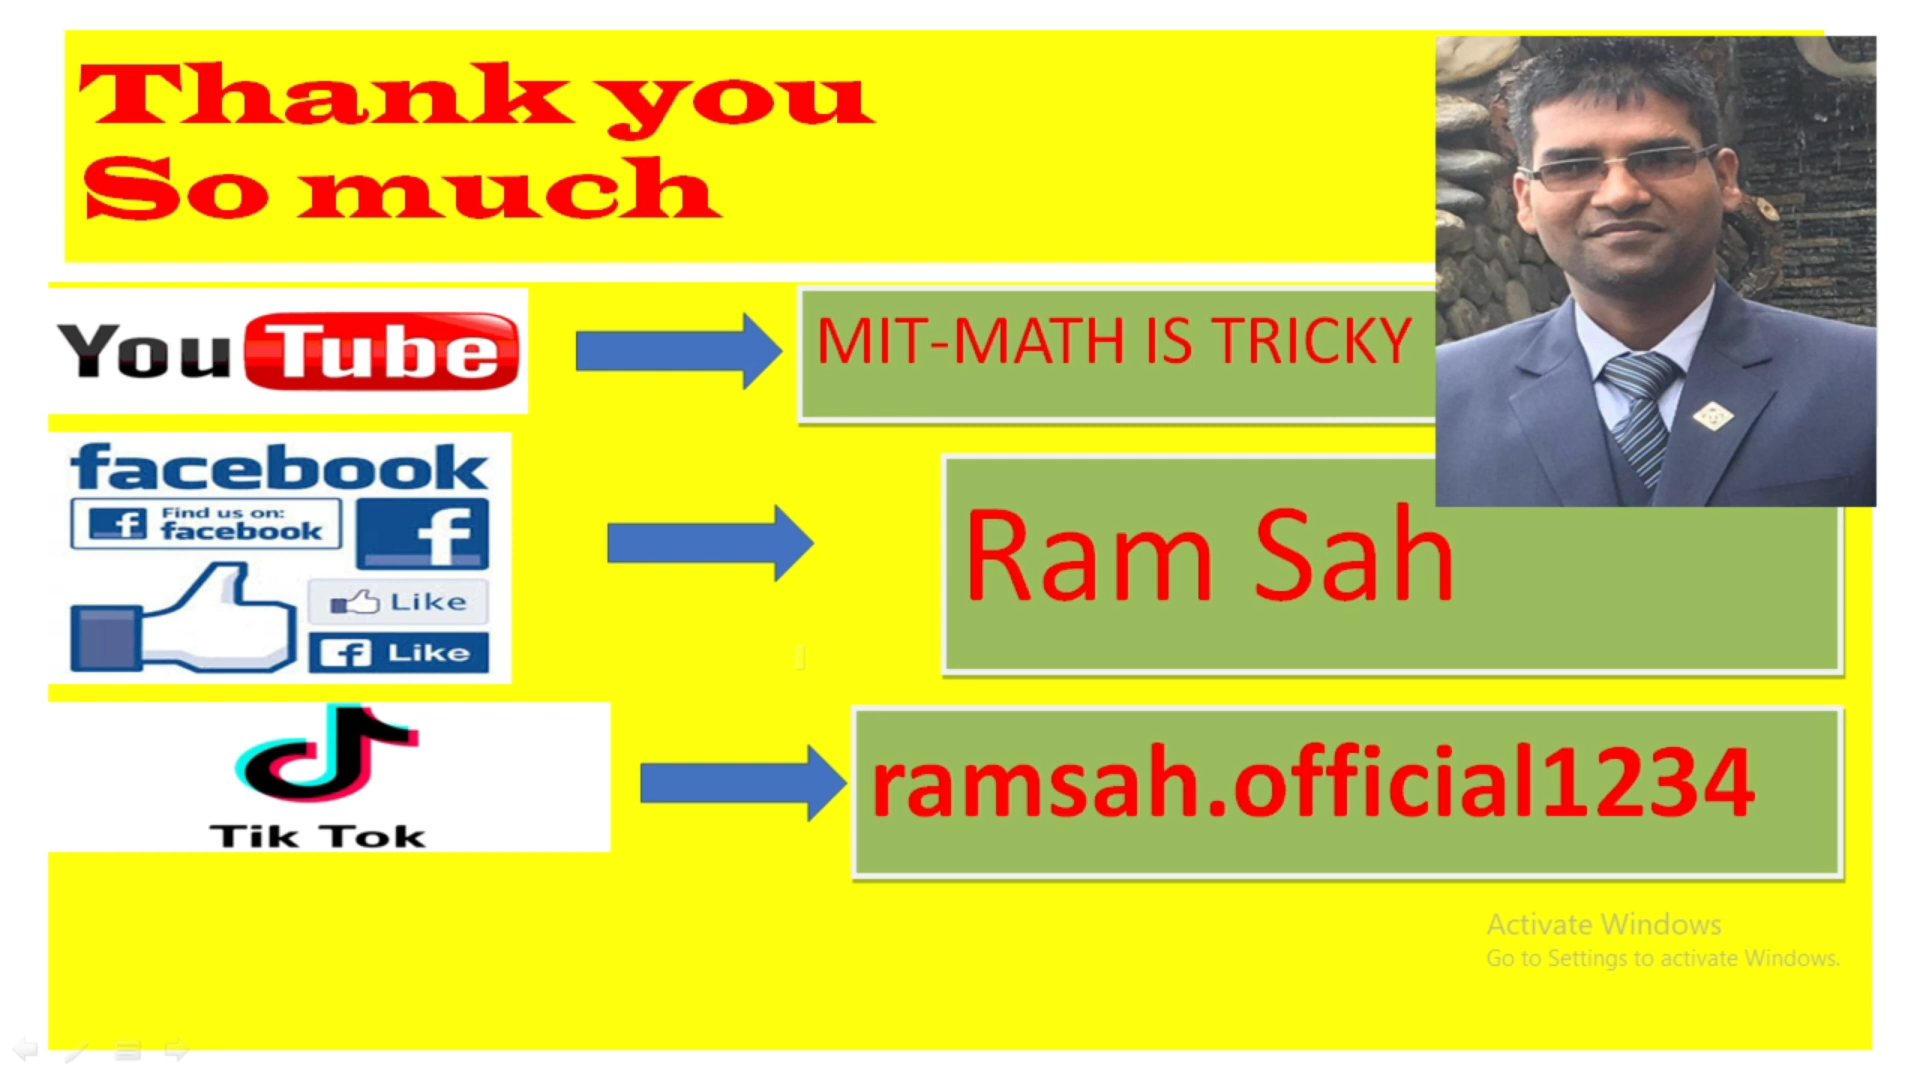 Thank you
So much
YouTube
MIT-MATH IS TRICKY
facebook
Find us on:
facebook
Like
Like
Ram Sah
Tik Tok
ramsah.official1234
Activate Windows
Go to Settings to activate Windows.